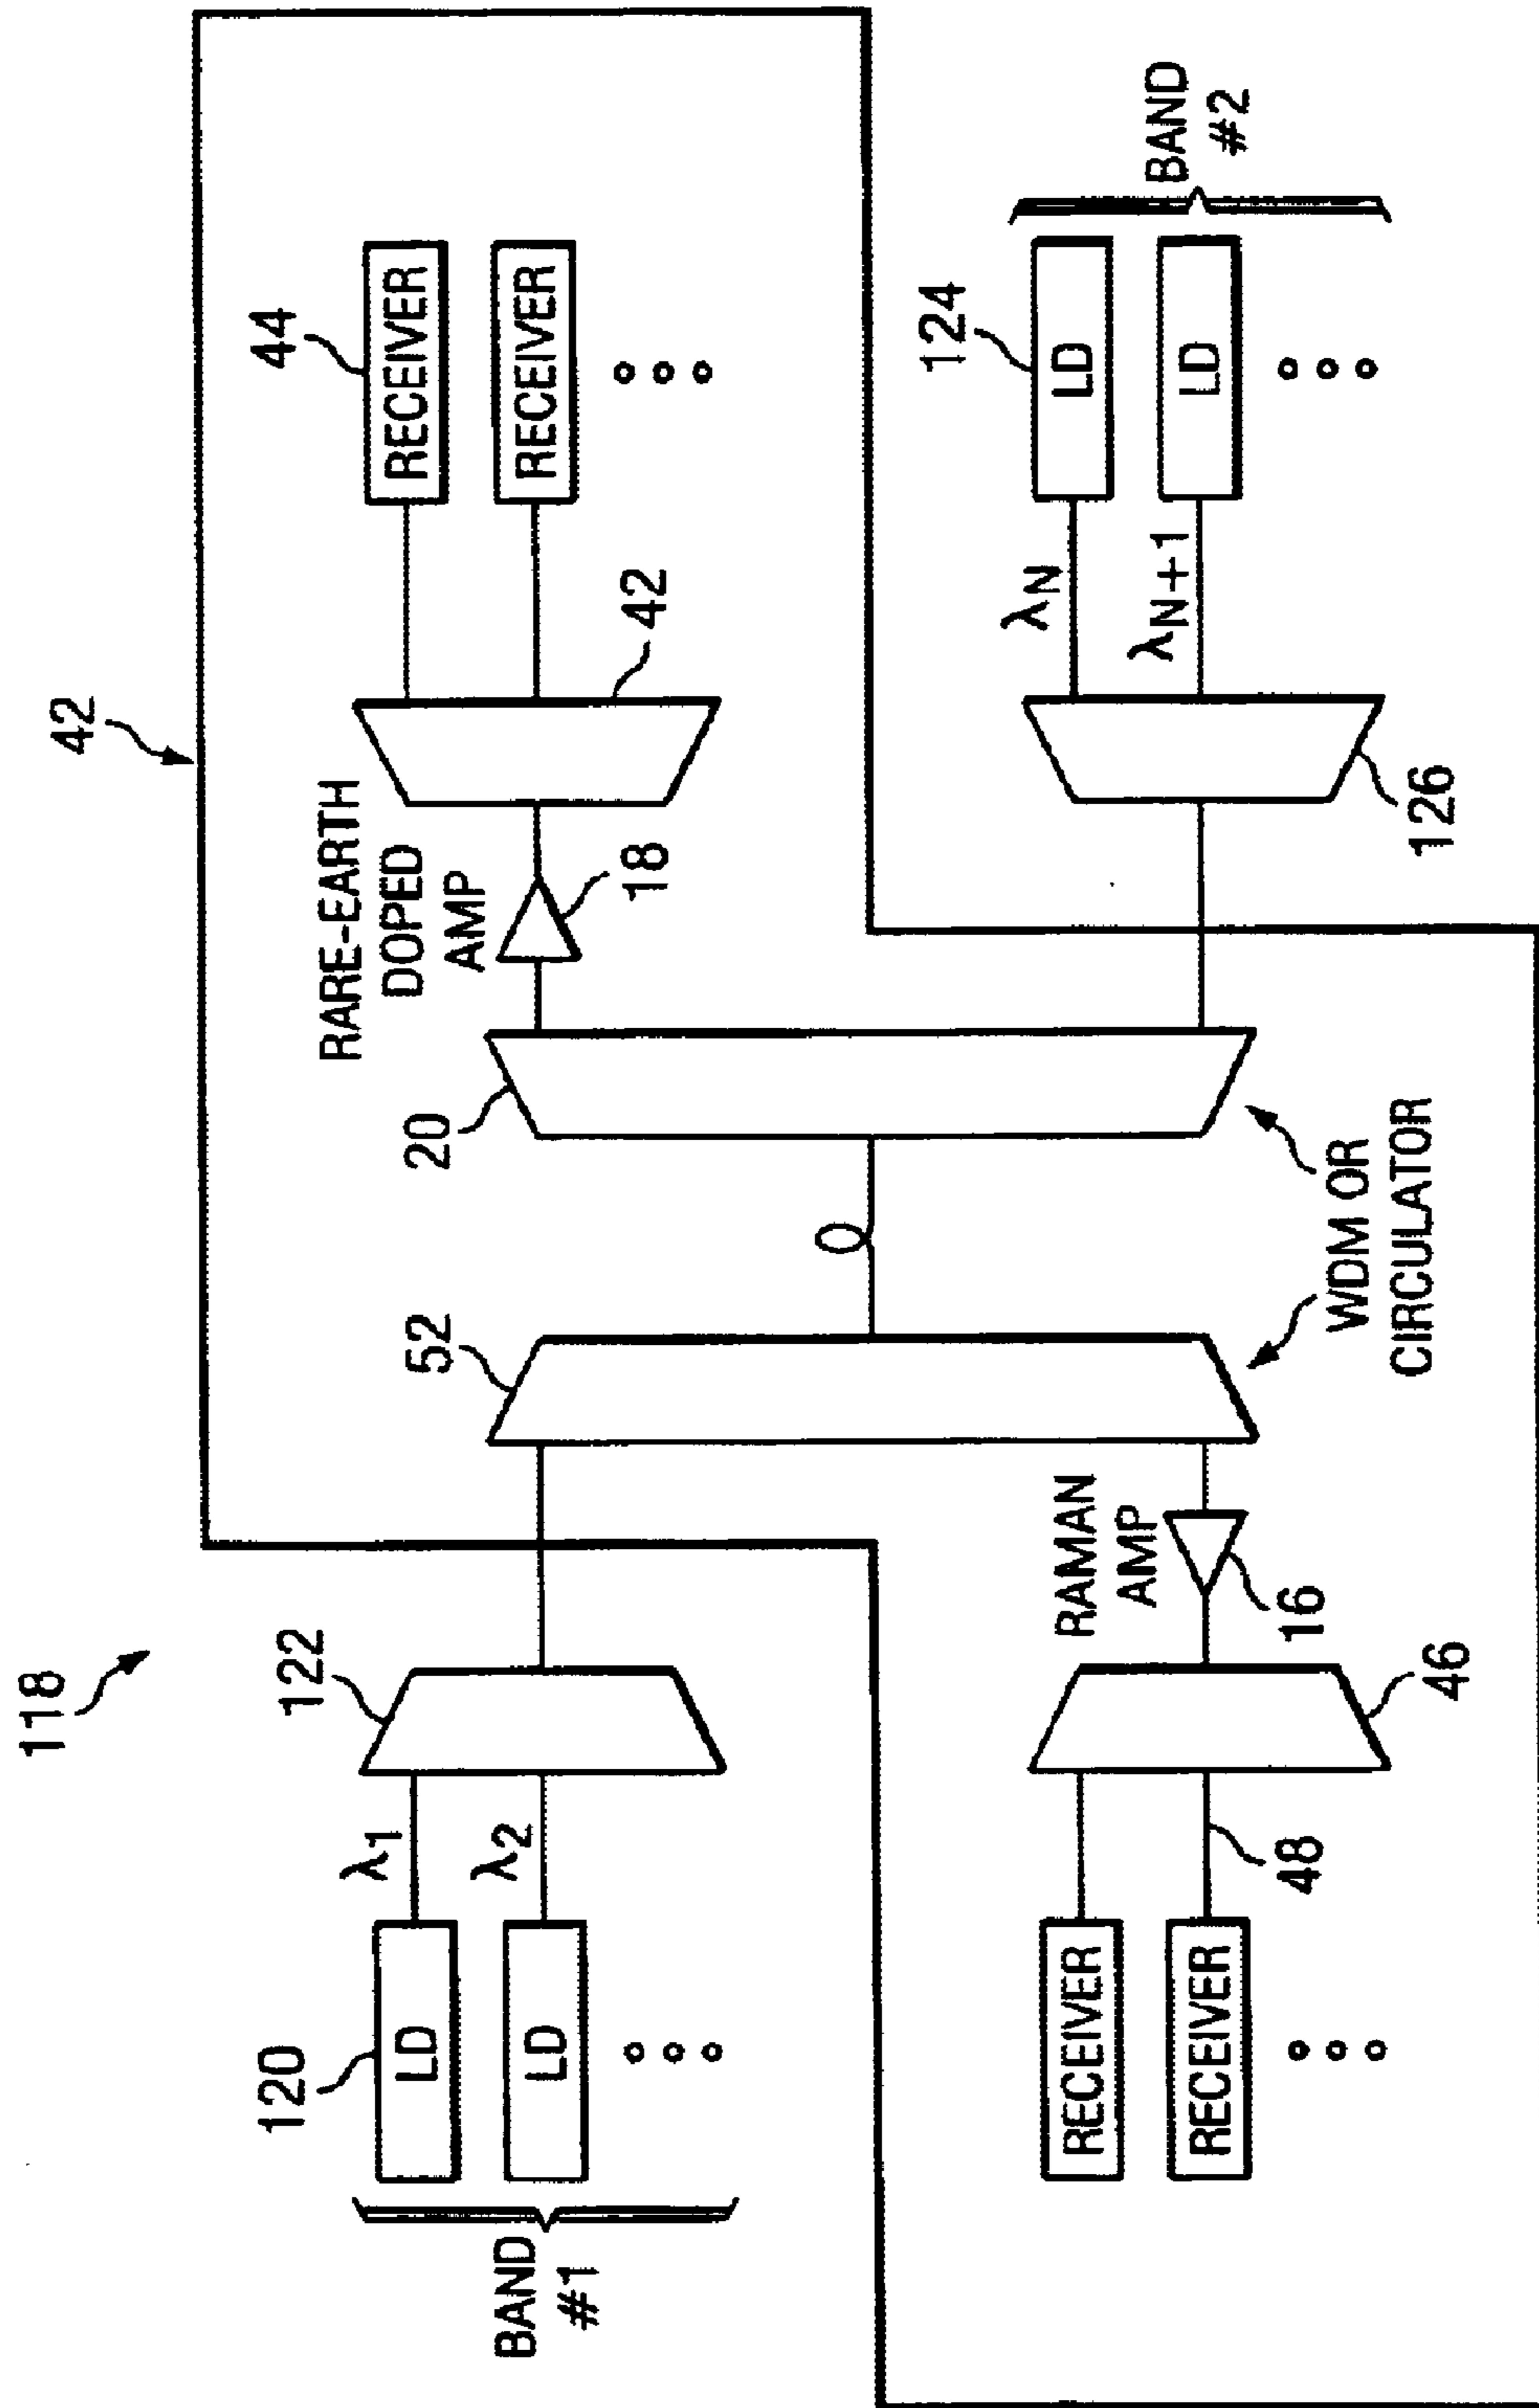 118
42
120
LD
λ1
LD
λ2
BAND
#1
122
52
20
RARE-EARTH
DOPED
AMP
18
42
44
RECEIVER
RECEIVER
RECEIVER
RECEIVER
48
46
RAMAN
AMP
16
WDM OR
CIRCULATOR
126
λN
λN+1
124
LD
LD
BAND
#2